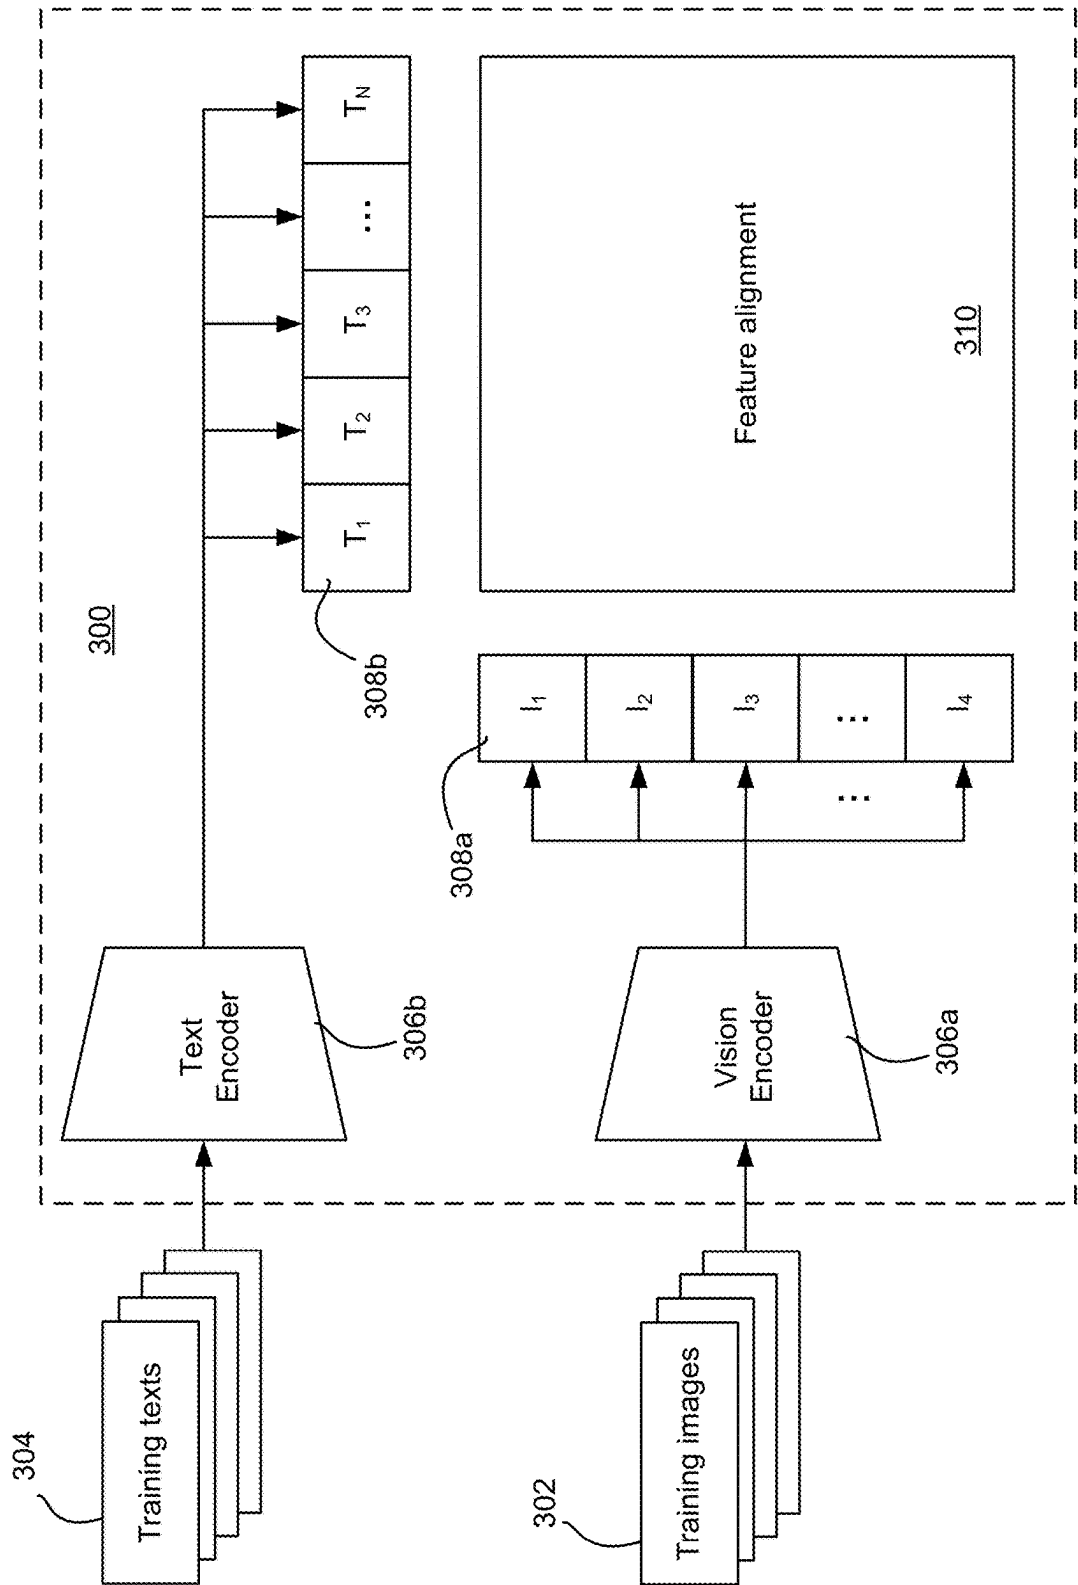 300
304
Training texts
Text
Encoder
306b
308b
T₁
T₂
T₃
...
T_N
302
Training images
Vision
Encoder
306a
308a
I₁
I₂
I₃
...
...
I₄
Feature alignment
310